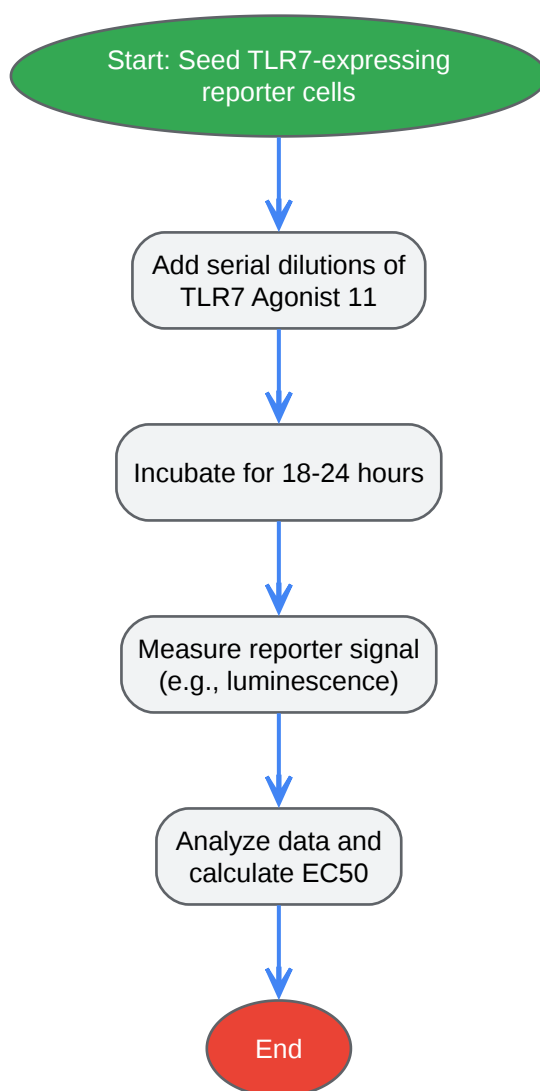 Start: Seed TLR7-expressing
reporter cells
Add serial dilutions of
TLR7 Agonist 11
Incubate for 18-24 hours
Measure reporter signal
(e.g., luminescence)
Analyze data and
calculate EC50
End